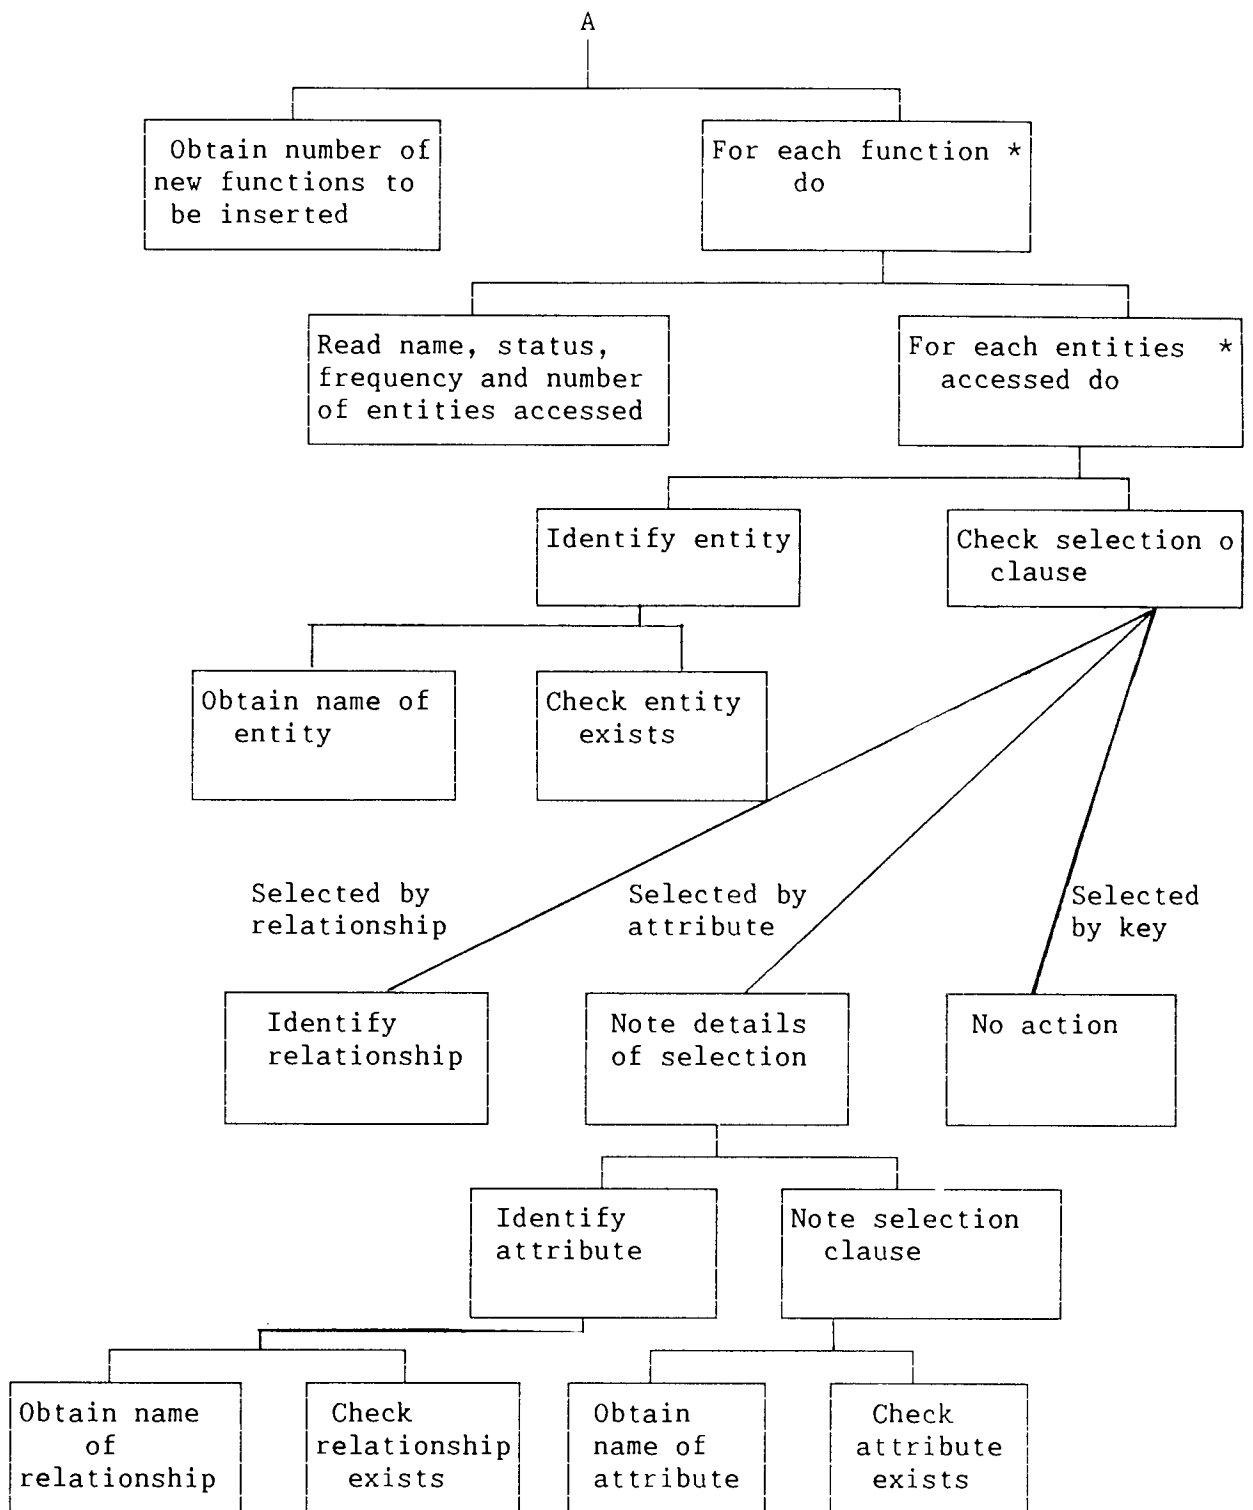 A
Obtain number of
new functions to
be inserted
For each function *
do
Read name, status,
frequency and number
of entities accessed
For each entities *
accessed do
Identify entity
Check selection o
clause
Obtain name of
entity
Check entity
exists
Selected by
relationship
Selected by
attribute
Selected
by key
Identify
relationship
Note details
of selection
No action
Identify
attribute
Note selection
clause
Obtain name
of
relationship
Check
relationship
exists
Obtain
name of
attribute
Check
attribute
exists